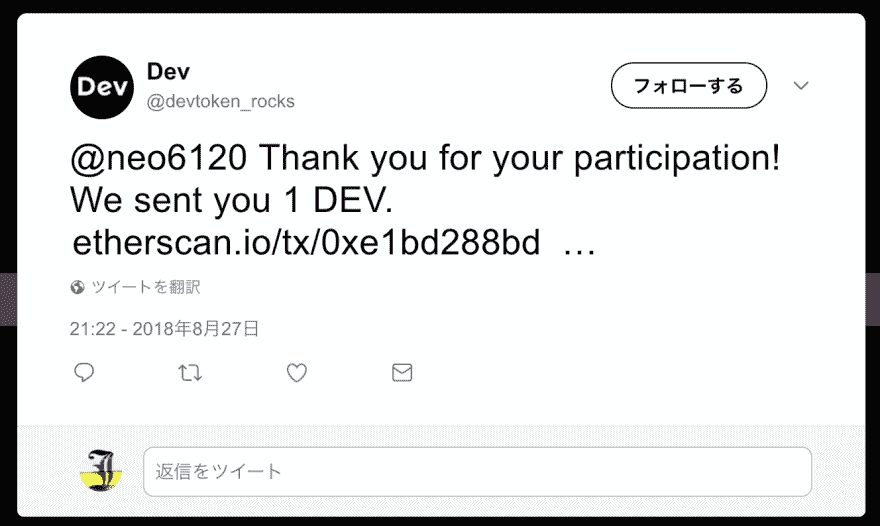 Dev
Dev
@devtoken_rocks
フォローする
@neo6120 Thank you for your participation!
We sent you 1 DEV.
etherscan.io/tx/0xe1bd288bd …
ツイートを翻訳
21:22 - 2018年8月27日
返信をツイート